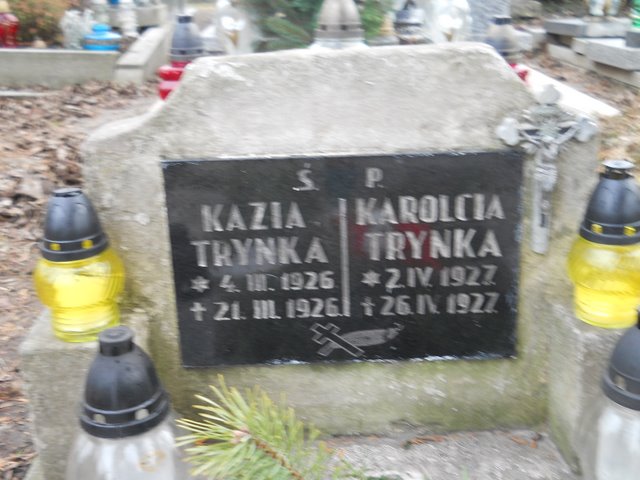 Ś. P.
KAZIA
TRYNKA
* 4. III. 1926
+ 21. III. 1926.
KAROLCIA
TRYNKA
* 2. IV. 1927.
+ 26. IV. 1927.